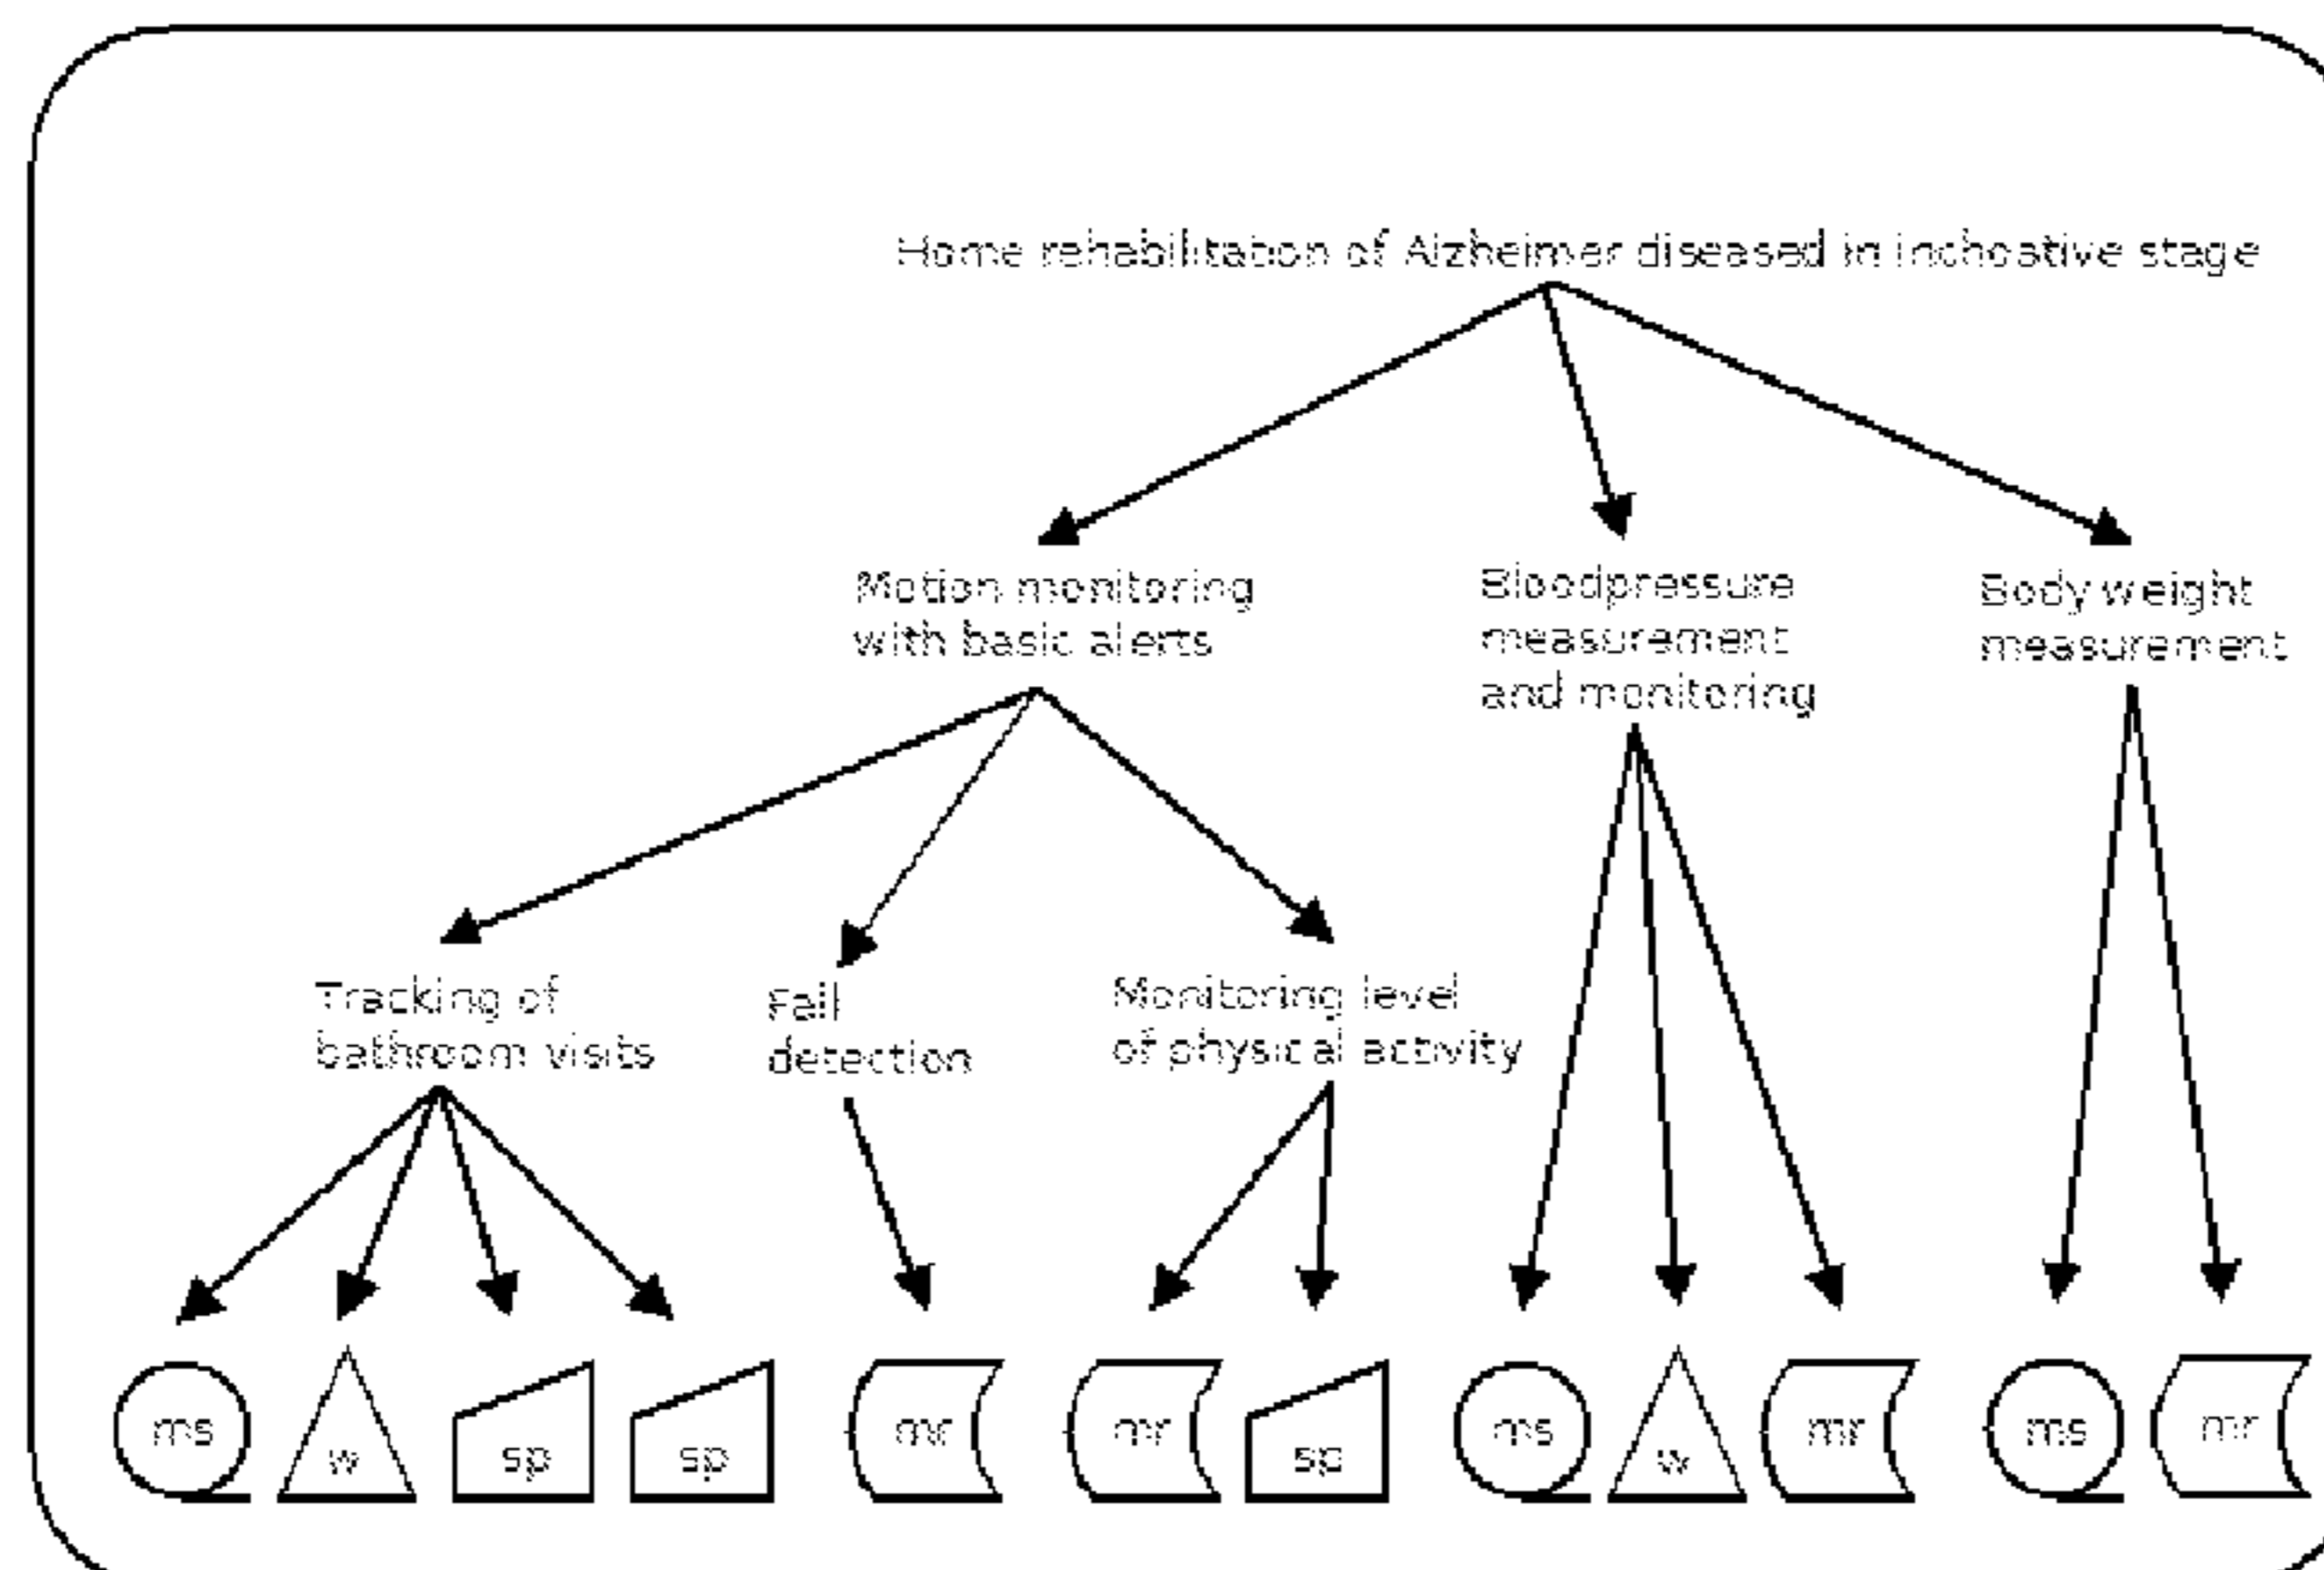 Home rehabilitation of Alzheimer diseased in inchoative stage
Motion monitoring
with basic alerts
Bloodpressure
measurement
and monitoring
Body weight
measurement
Tracking of
bathroom visits
Fall
detection
Monitoring level
of physical activity
ms
w
sp
sp
mr
mr
sp
ms
w
mr
ms
mr